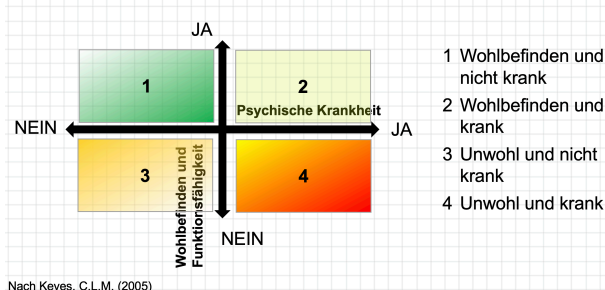 JA
1
2
Psychische Krankheit
NEIN
JA
3
Wohlbefinden und
Funktionsfähigkeit
4
NEIN
1 Wohlbefinden und
nicht krank
2 Wohlbefinden und
krank
3 Unwohl und nicht
krank
4 Unwohl und krank
Nach Keyes, C.L.M. (2005)